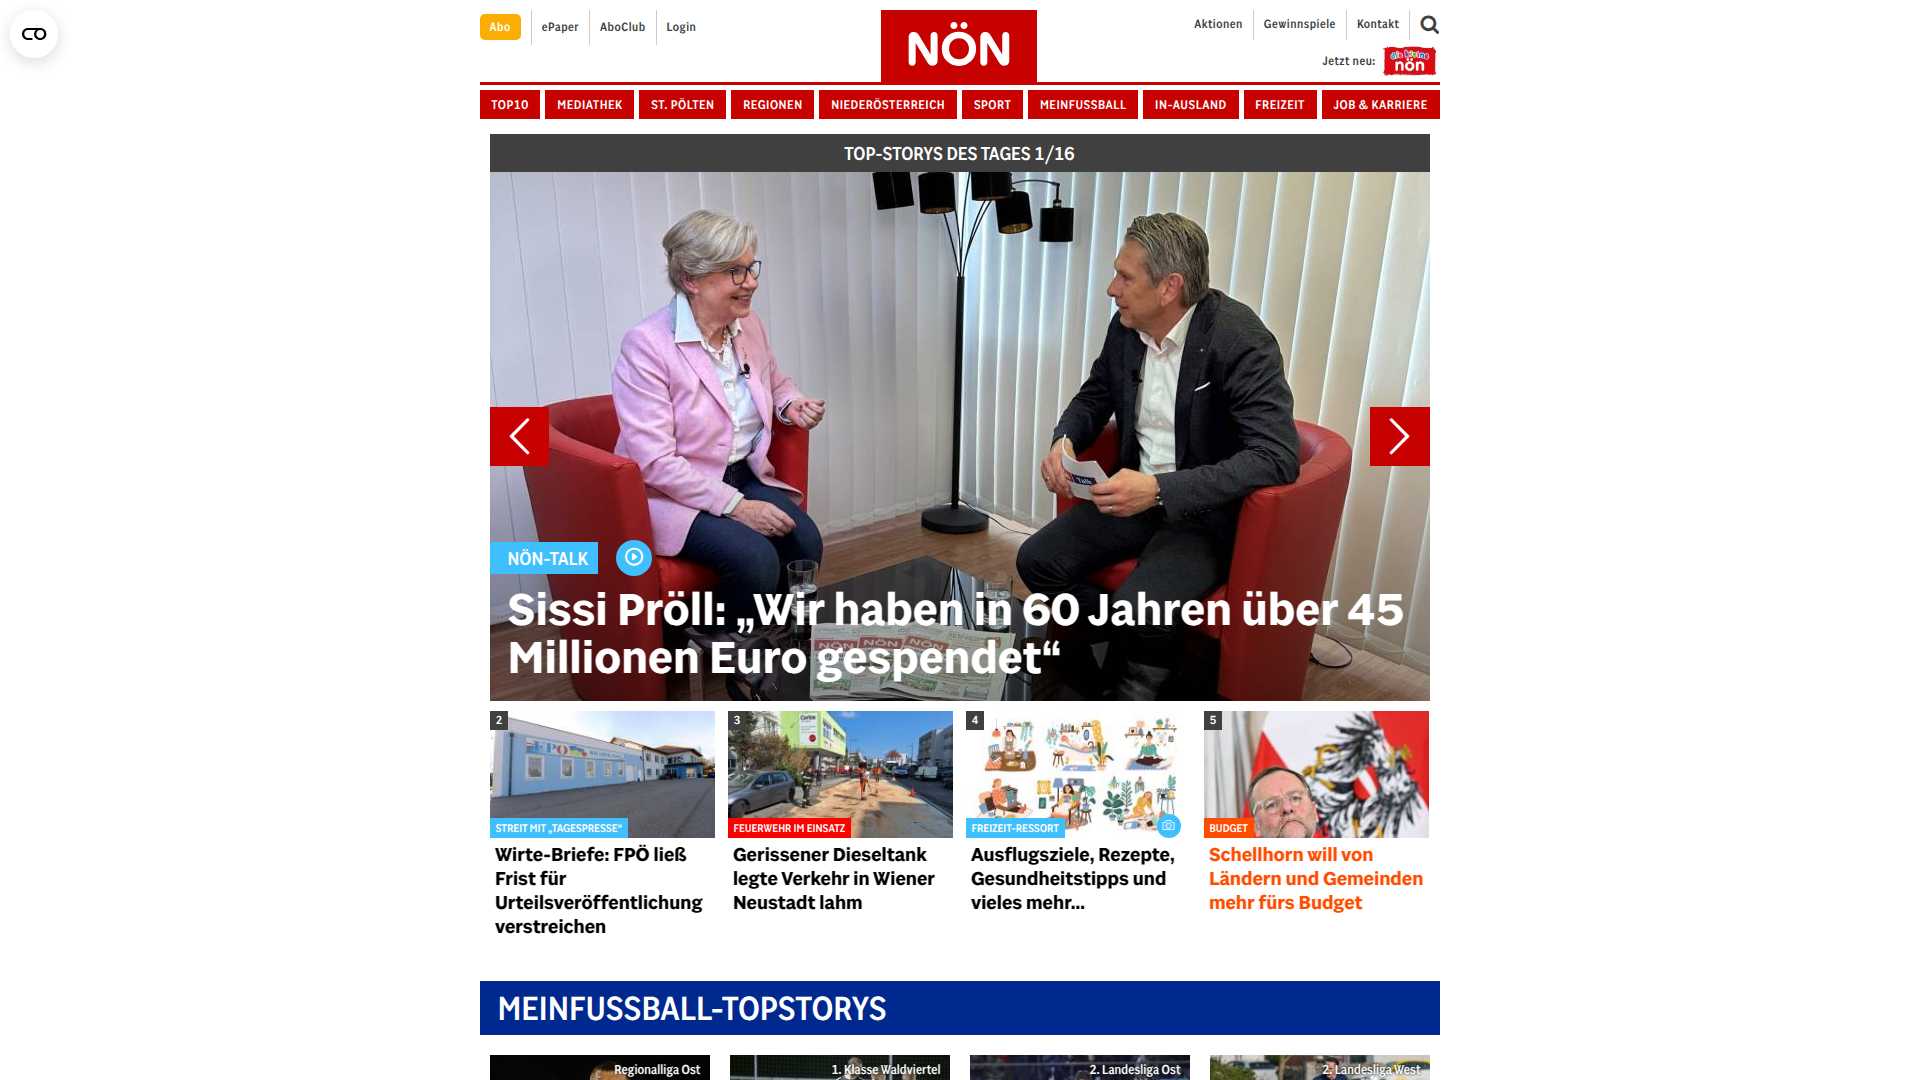 Abo
ePaper
AboClub
Login
NÖN
Aktionen
Gewinnspiele
Kontakt
Jetzt neu:
die kleine
nön
TOP10
MEDIATHEK
ST. PÖLTEN
REGIONEN
NIEDERÖSTERREICH
SPORT
MEINFUSSBALL
IN-AUSLAND
FREIZEIT
JOB & KARRIERE
TOP-STORYS DES TAGES 1/16
Talk
NÖN-TALK
Sissi Pröll: „Wir haben in 60 Jahren über 45
Millionen Euro gespendet“
NÖN NÖN NÖN
2
FPÖ
STREIT MIT „TAGESPRESSE“
Wirte-Briefe: FPÖ ließ
Frist für
Urteilsveröffentlichung
verstreichen
3
FEUERWEHR IM EINSATZ
Gerissener Dieseltank
legte Verkehr in Wiener
Neustadt lahm
4
FREIZEIT-RESSORT
Ausflugsziele, Rezepte,
Gesundheitstipps und
vieles mehr...
5
BUDGET
Schellhorn will von
Ländern und Gemeinden
mehr fürs Budget
MEINFUSSBALL-TOPSTORYS
Regionalliga Ost
1. Klasse Waldviertel
2. Landesliga Ost
2. Landesliga West